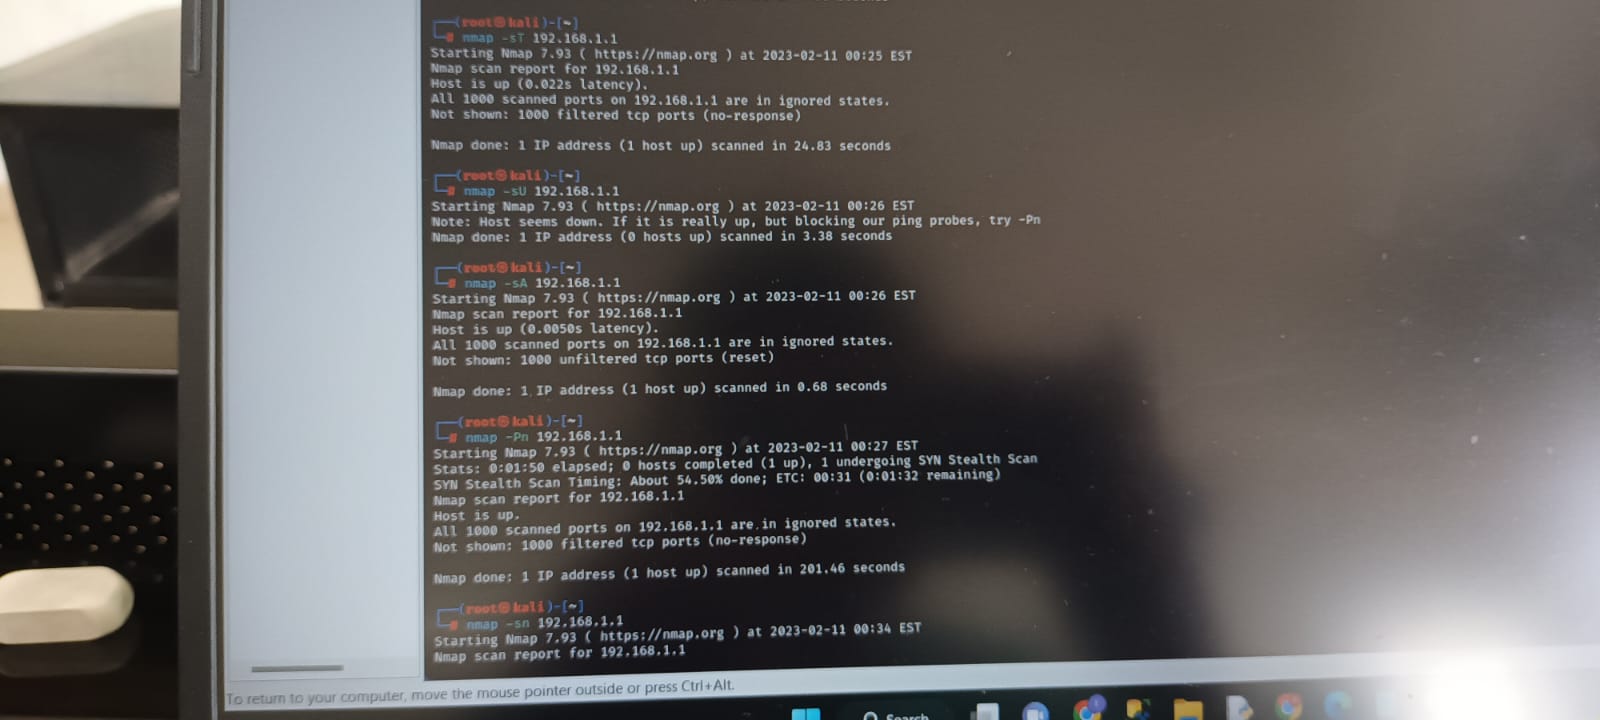 (root㉿kali)-[~]
# nmap -sT 192.168.1.1
Starting Nmap 7.93 ( https://nmap.org ) at 2023-02-11 00:25 EST
Nmap scan report for 192.168.1.1
Host is up (0.022s latency).
All 1000 scanned ports on 192.168.1.1 are in ignored states.
Not shown: 1000 filtered tcp ports (no-response)
Nmap done: 1 IP address (1 host up) scanned in 24.83 seconds
(root㉿kali)-[~]
# nmap -sU 192.168.1.1
Starting Nmap 7.93 ( https://nmap.org ) at 2023-02-11 00:26 EST
Note: Host seems down. If it is really up, but blocking our ping probes, try -Pn
Nmap done: 1 IP address (0 hosts up) scanned in 3.38 seconds
(root㉿kali)-[~]
# nmap -sA 192.168.1.1
Starting Nmap 7.93 ( https://nmap.org ) at 2023-02-11 00:26 EST
Nmap scan report for 192.168.1.1
Host is up (0.0050s latency).
All 1000 scanned ports on 192.168.1.1 are in ignored states.
Not shown: 1000 unfiltered tcp ports (reset)
Nmap done: 1 IP address (1 host up) scanned in 0.68 seconds
(root㉿kali)-[~]
# nmap -Pn 192.168.1.1
Starting Nmap 7.93 ( https://nmap.org ) at 2023-02-11 00:27 EST
Stats: 0:01:50 elapsed; 0 hosts completed (1 up), 1 undergoing SYN Stealth Scan
SYN Stealth Scan Timing: About 54.50% done; ETC: 00:31 (0:01:32 remaining)
Nmap scan report for 192.168.1.1
Host is up.
All 1000 scanned ports on 192.168.1.1 are in ignored states.
Not shown: 1000 filtered tcp ports (no-response)
Nmap done: 1 IP address (1 host up) scanned in 201.46 seconds
(root㉿kali)-[~]
# nmap -sn 192.168.1.1
Starting Nmap 7.93 ( https://nmap.org ) at 2023-02-11 00:34 EST
Nmap scan report for 192.168.1.1
To return to your computer, move the mouse pointer outside or press Ctrl+Alt.
Search